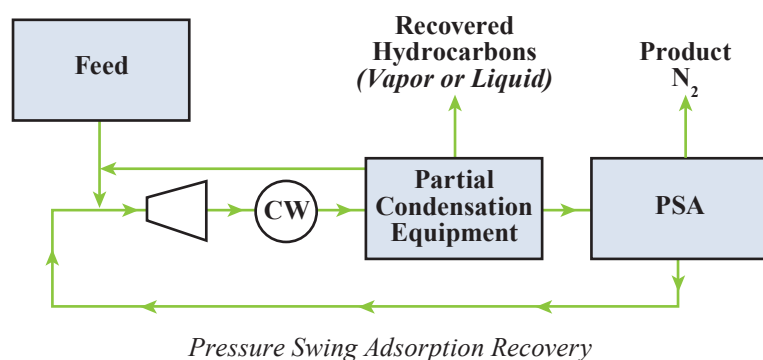 Feed
Recovered
Hydrocarbons
(Vapor or Liquid)
Product
N₂
CW
Partial
Condensation
Equipment
PSA
Pressure Swing Adsorption Recovery